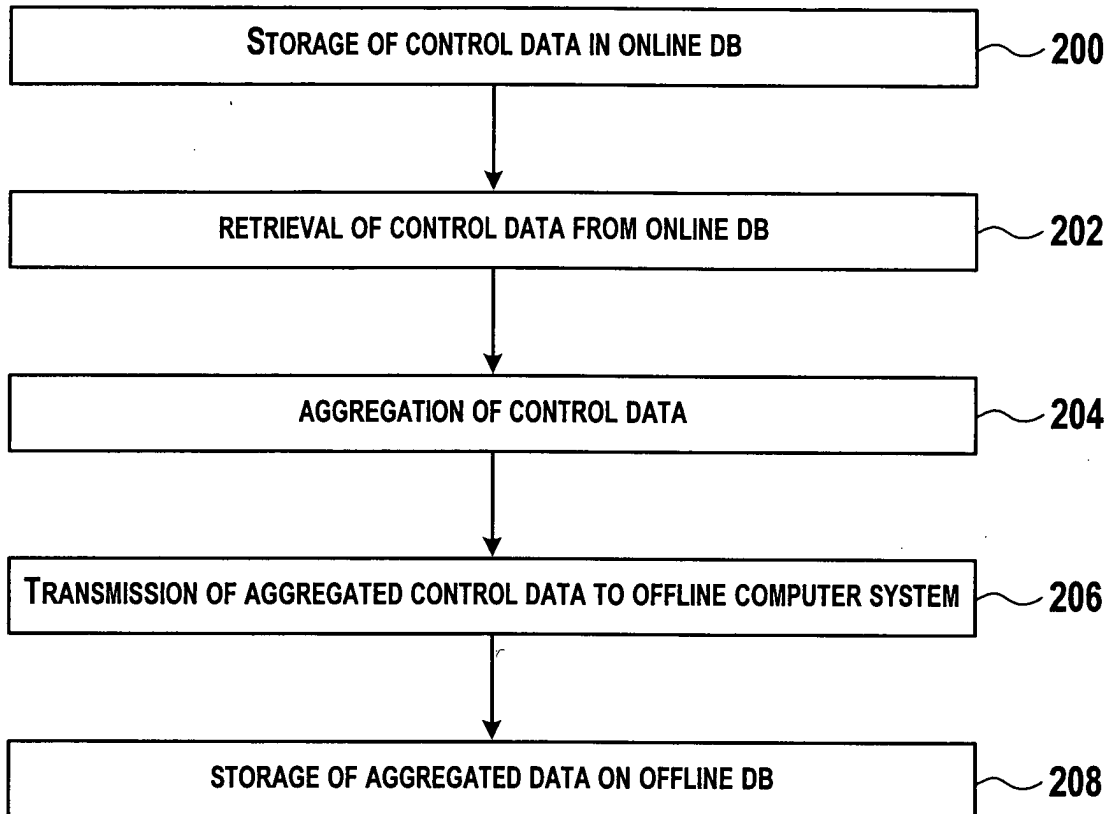 STORAGE OF CONTROL DATA IN ONLINE DB 200
RETRIEVAL OF CONTROL DATA FROM ONLINE DB 202
AGGREGATION OF CONTROL DATA 204
TRANSMISSION OF AGGREGATED CONTROL DATA TO OFFLINE COMPUTER SYSTEM 206
STORAGE OF AGGREGATED DATA ON OFFLINE DB 208